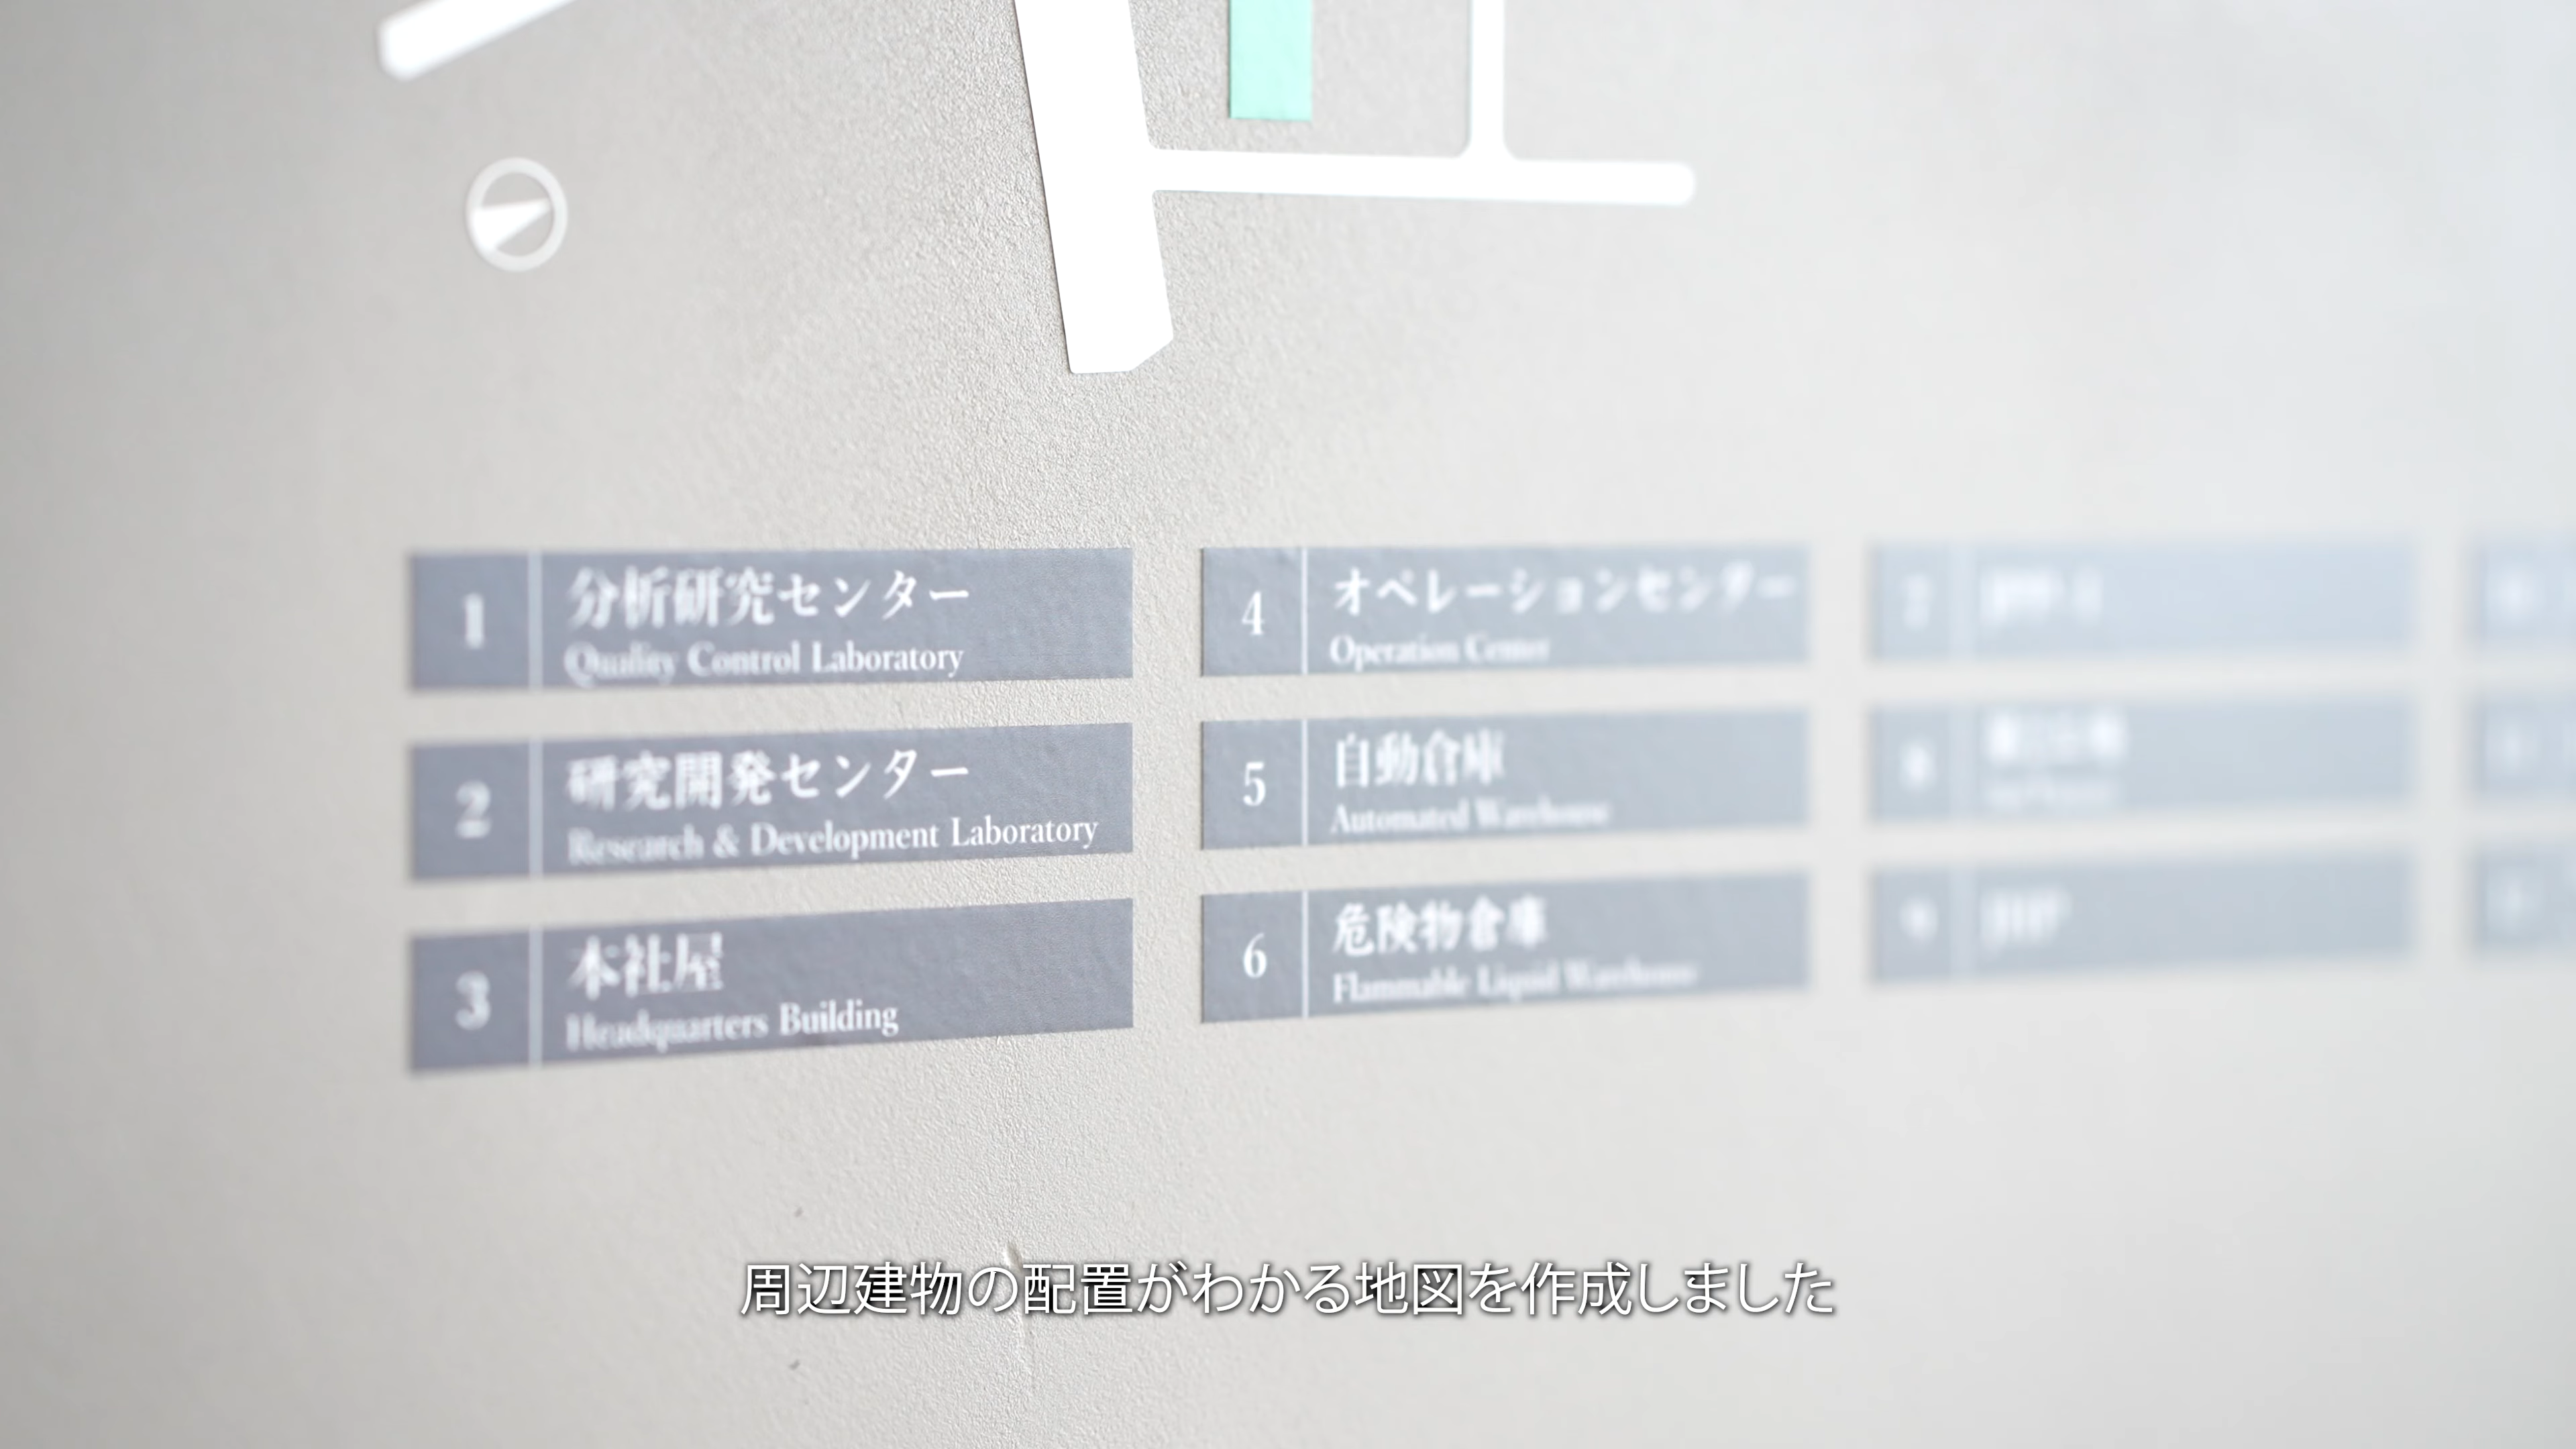 1
分析研究センター
Quality Control Laboratory
2
研究開発センター
Research & Development Laboratory
3
本社屋
Headquarters Building
4
オペレーションセンター
Operation Center
5
自動倉庫
Automated Warehouse
6
危険物倉庫
Flammable Liquid Warehouse
周辺建物の配置がわかる地図を作成しました